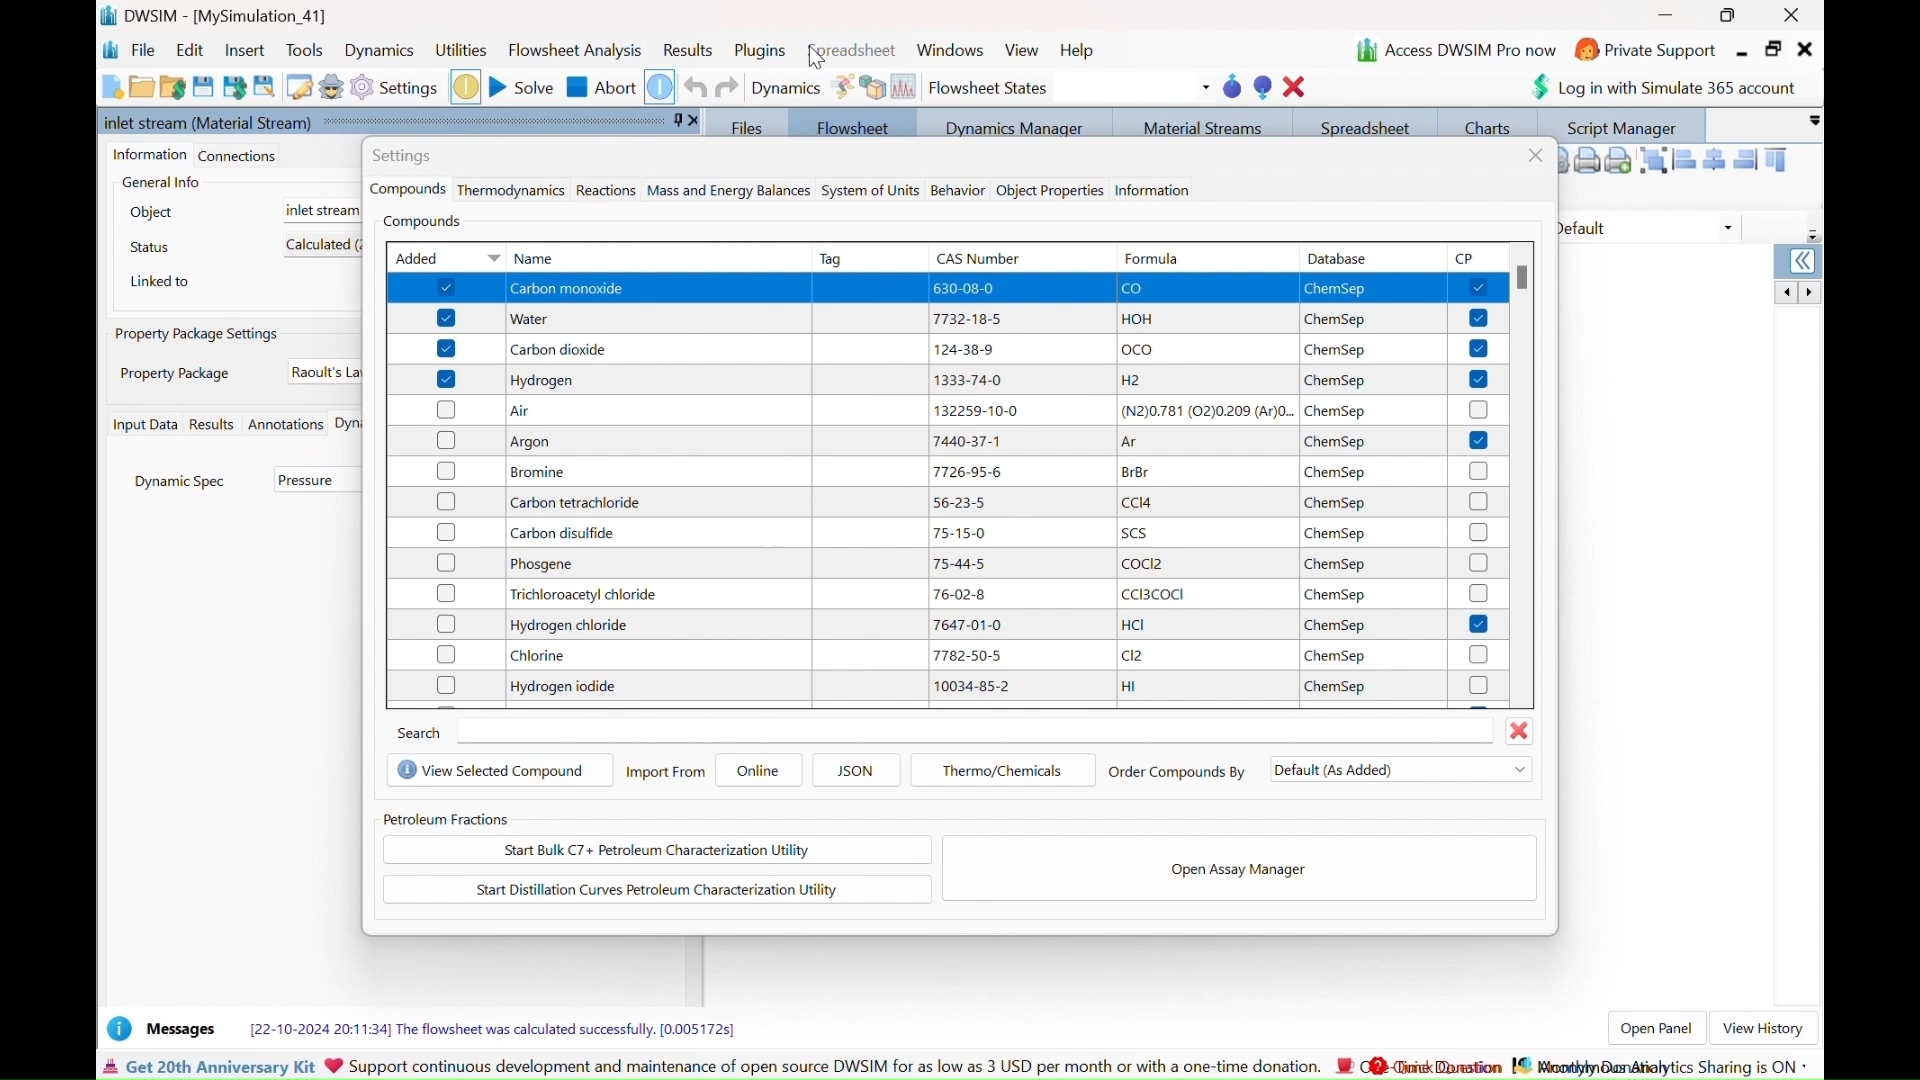 DWSIM - [MySimulation_41]
File Edit Insert Tools Dynamics Utilities Flowsheet Analysis Results Plugins Spreadsheet Windows View Help Access DWSIM Pro now Private Support
Settings Solve Abort Dynamics Flowsheet States Log in with Simulate 365 account
inlet stream (Material Stream)
Files Flowsheet Dynamics Manager Material Streams Spreadsheet Charts Script Manager
Information Connections
General Info
Object inlet stream
Status Calculated (2
Linked to
Property Package Settings
Property Package Raoult's La
Input Data Results Annotations Dyn
Dynamic Spec Pressure
Default
Settings
Compounds Thermodynamics Reactions Mass and Energy Balances System of Units Behavior Object Properties Information
Compounds
Added Name Tag CAS Number Formula Database CP
Carbon monoxide 630-08-0 CO ChemSep
Water 7732-18-5 HOH ChemSep
Carbon dioxide 124-38-9 OCO ChemSep
Hydrogen 1333-74-0 H2 ChemSep
Air 132259-10-0 (N2)0.781 (O2)0.209 (Ar)0... ChemSep
Argon 7440-37-1 Ar ChemSep
Bromine 7726-95-6 BrBr ChemSep
Carbon tetrachloride 56-23-5 CCl4 ChemSep
Carbon disulfide 75-15-0 SCS ChemSep
Phosgene 75-44-5 COCl2 ChemSep
Trichloroacetyl chloride 76-02-8 CCl3COCl ChemSep
Hydrogen chloride 7647-01-0 HCl ChemSep
Chlorine 7782-50-5 Cl2 ChemSep
Hydrogen iodide 10034-85-2 HI ChemSep
Search
View Selected Compound Import From Online JSON Thermo/Chemicals Order Compounds By Default (As Added)
Petroleum Fractions
Start Bulk C7+ Petroleum Characterization Utility
Start Distillation Curves Petroleum Characterization Utility
Open Assay Manager
Messages [22-10-2024 20:11:34] The flowsheet was calculated successfully. [0.005172s] Open Panel View History
Get 20th Anniversary Kit Support continuous development and maintenance of open source DWSIM for as low as 3 USD per month or with a one-time donation. Sharing is ON